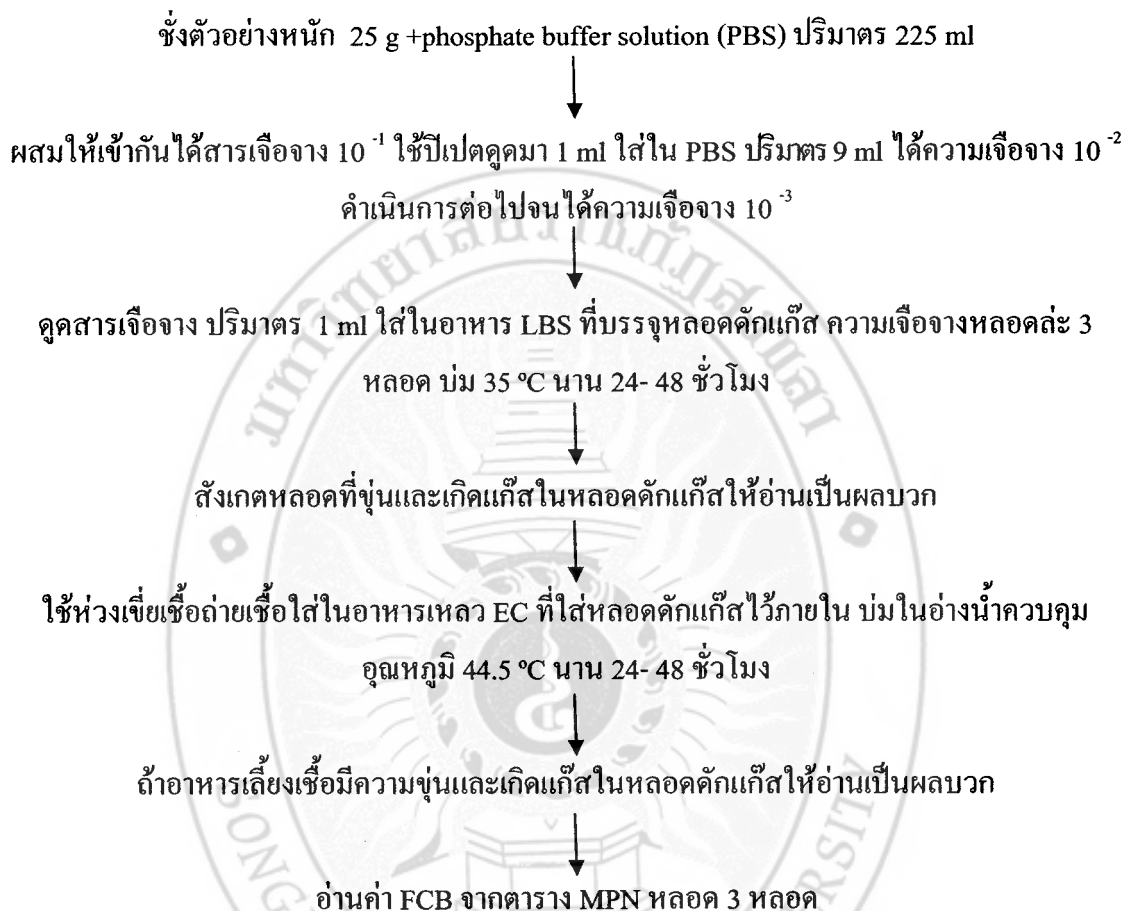 ชั่งตัวอย่างหนัก 25 g +phosphate buffer solution (PBS) ปริมาตร 225 ml
ผสมให้เข้ากันได้สารเจือจาง 10 -1 ใช้ปีเปตดูดมา 1 ml ใส่ใน PBS ปริมาตร 9 ml ได้ความเจือจาง 10 -2
ดำเนินการต่อไปจนได้ความเจือจาง 10 -3
ดูดสารเจือจาง ปริมาตร 1 ml ใส่ในอาหาร LBS ที่บรรจุหลอดดักแก๊ส ความเจือจางหลอดล่ะ 3
หลอด บ่ม 35 ºC นาน 24- 48 ชั่วโมง
สังเกตหลอดที่ขุ่นและเกิดแก๊สในหลอดดักแก๊สให้อ่านเป็นผลบวก
ใช้ห่วงเขี่ยเชื้อถ่ายเชื้อใส่ในอาหารเหลว EC ที่ใส่หลอดดักแก๊สไว้ภายใน บ่มในอ่างน้ำควบคุม
อุณหภูมิ 44.5 ºC นาน 24- 48 ชั่วโมง
ถ้าอาหารเลี้ยงเชื้อมีความขุ่นและเกิดแก๊สในหลอดดักแก๊สให้อ่านเป็นผลบวก
อ่านค่า FCB จากตาราง MPN หลอด 3 หลอด
มหาวิทยาลัยราชภัฏสงขลา